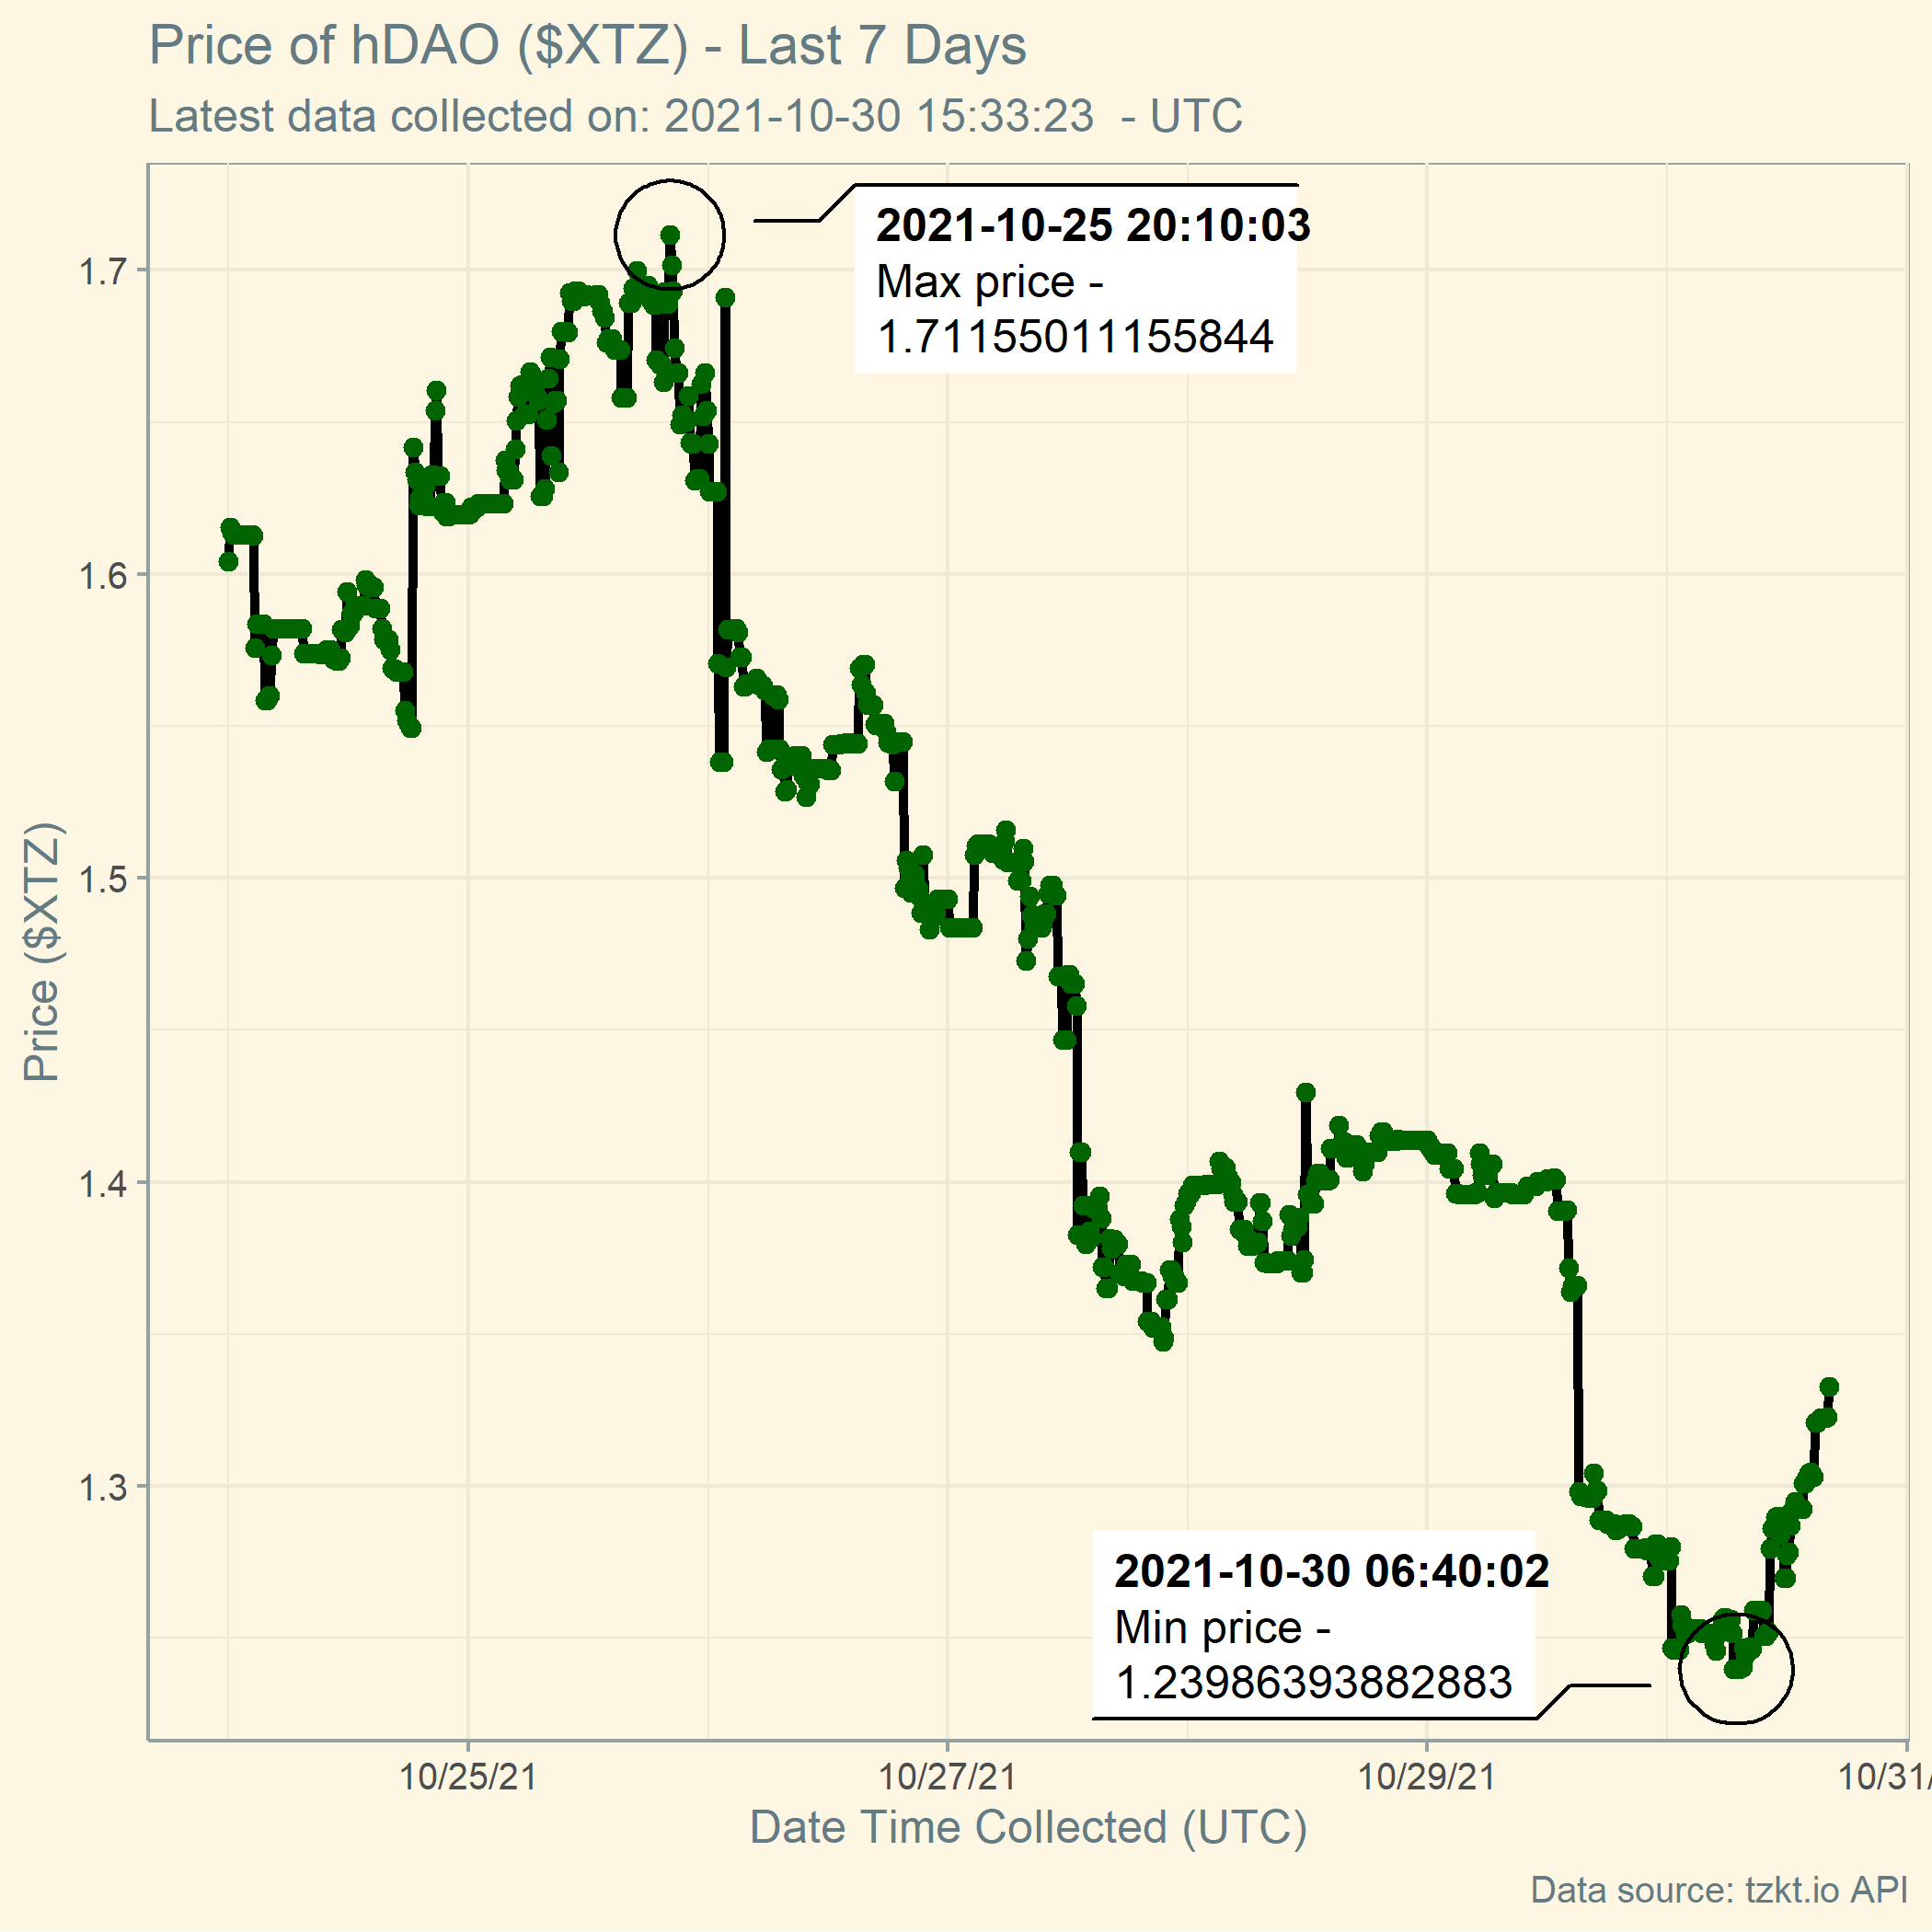 Price of hDAO ($XTZ) - Last 7 Days
Latest data collected on: 2021-10-30 15:33:23  - UTC
2021-10-25 20:10:03
Max price -
1.71155011155844
1.7
1.6
1.5
1.4
1.3
Price ($XTZ)
2021-10-30 06:40:02
Min price -
1.23986393882883
10/25/21
10/27/21
10/29/21
10/31/
Date Time Collected (UTC)
Data source: tzkt.io API